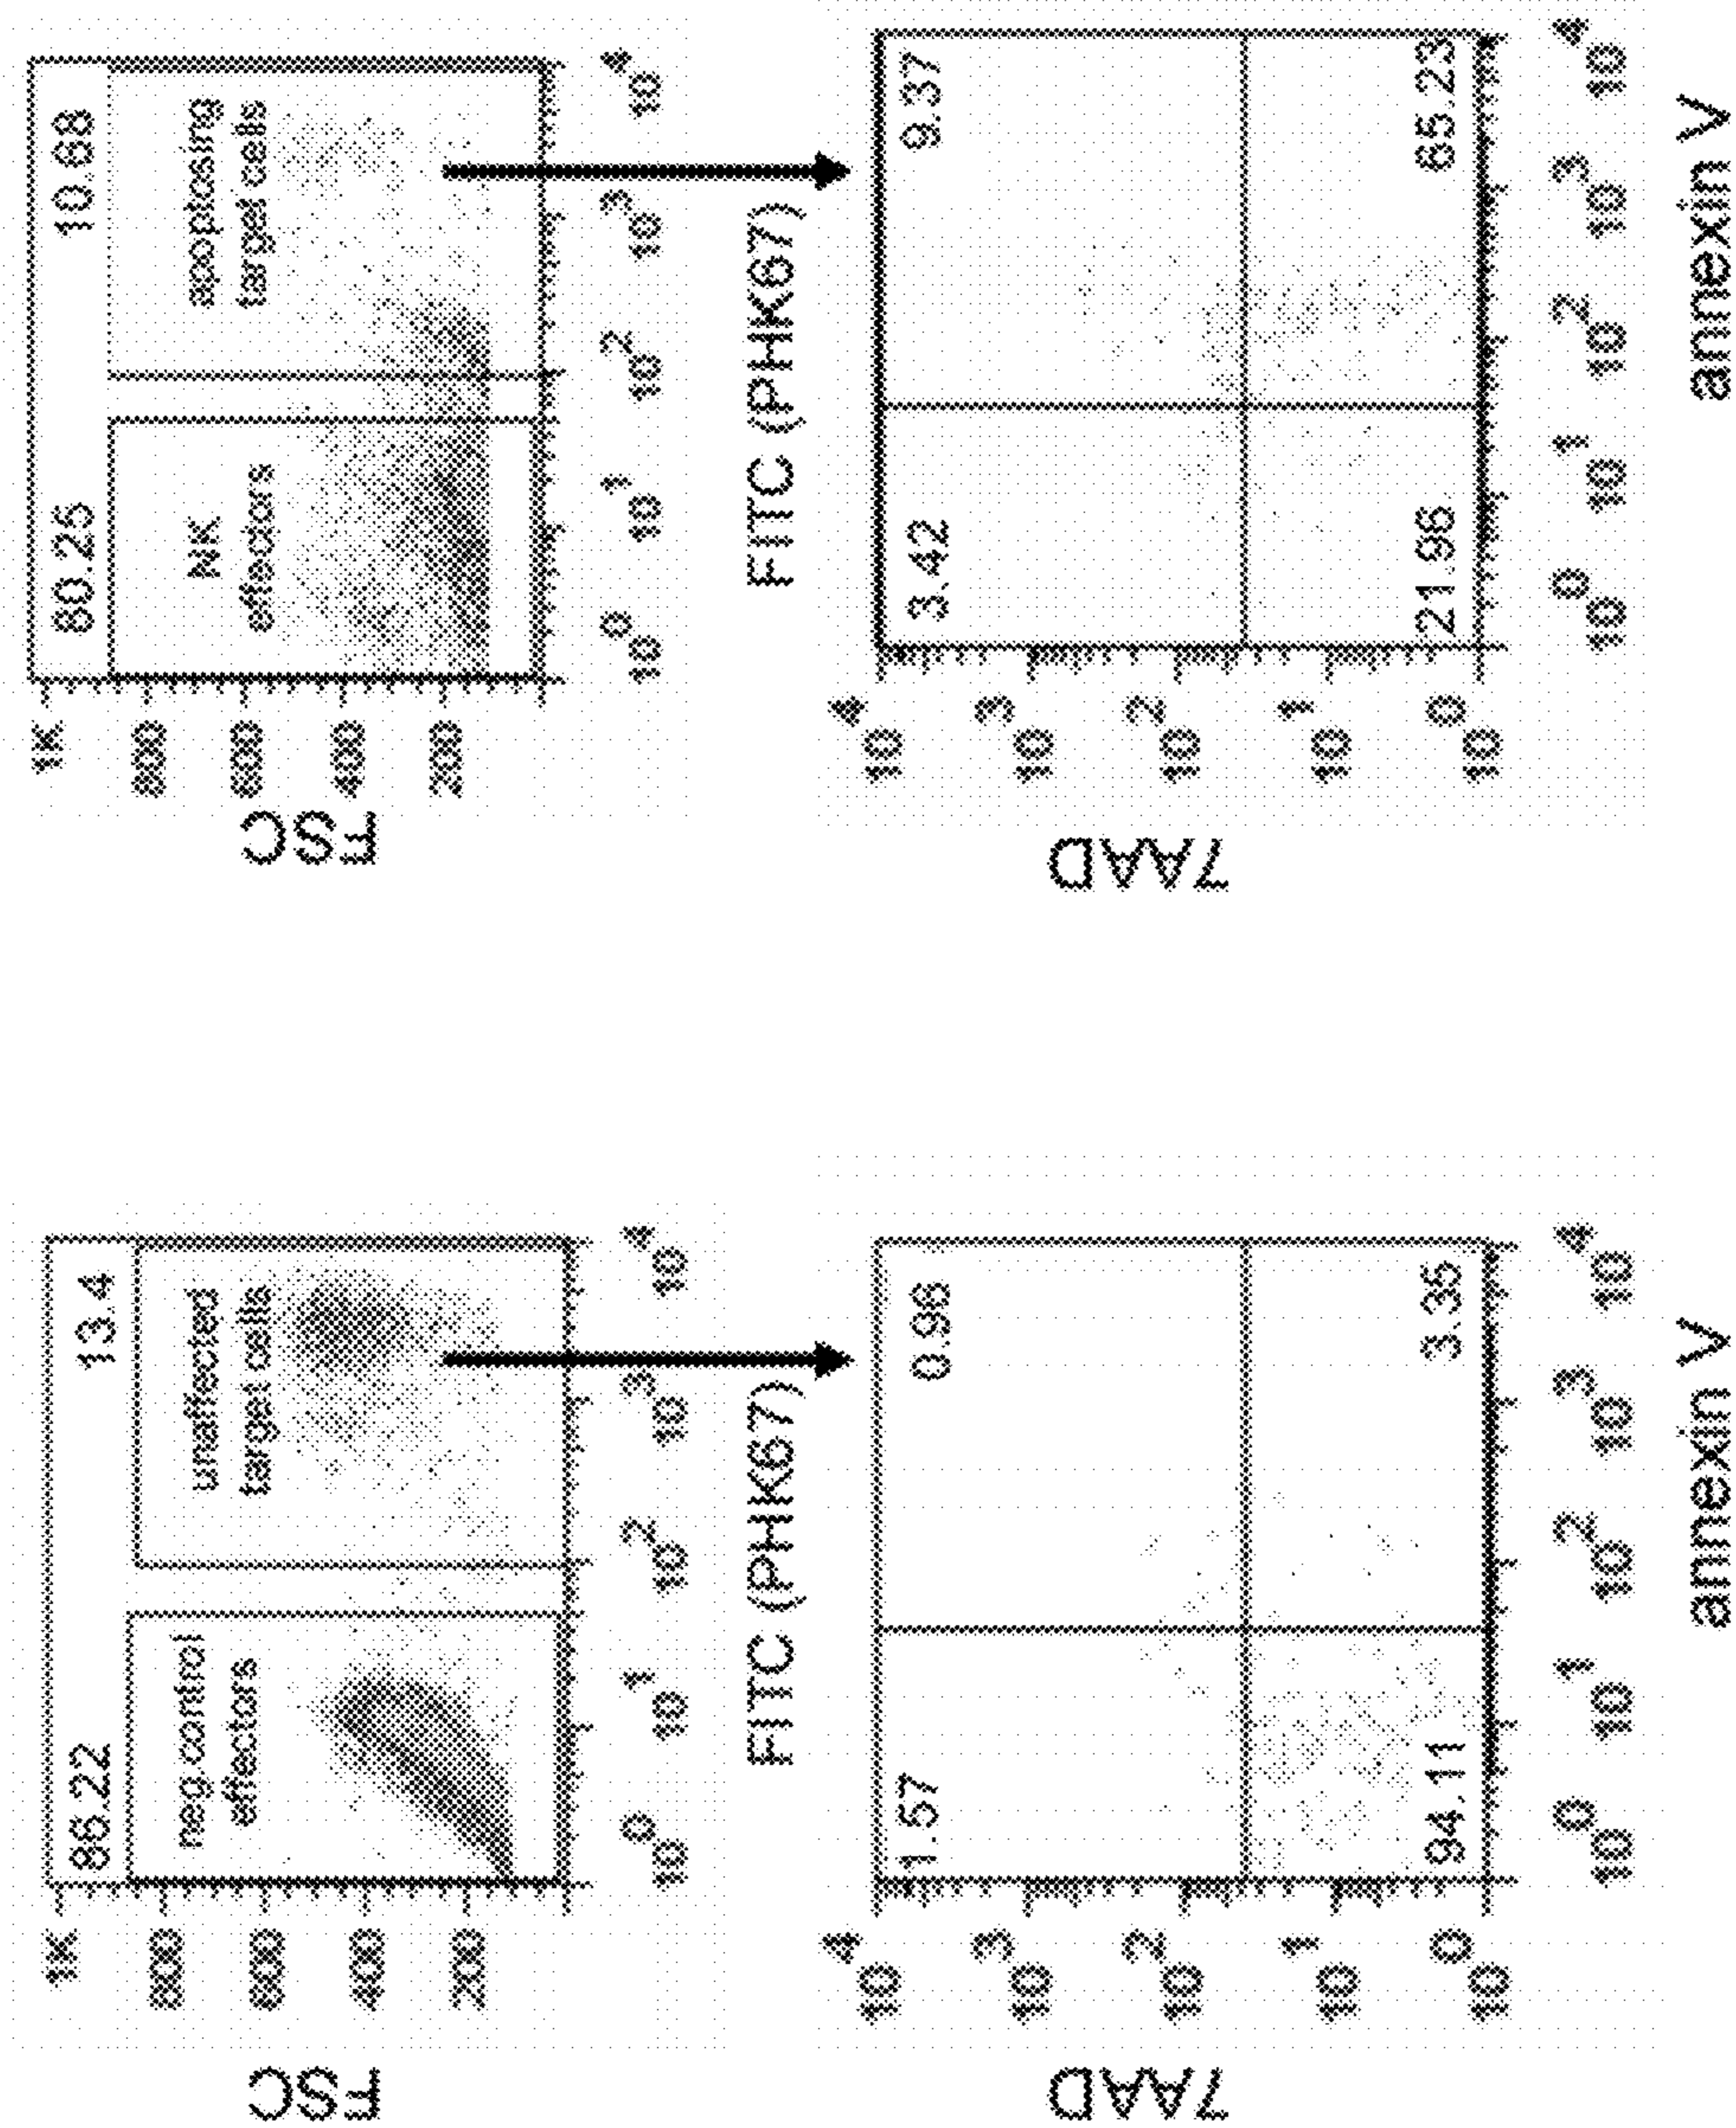 86.22
13.4
neg.control
effectors
unaffected
target cells
FSC
1K
800
600
400
200
10^0
10^1
10^2
10^3
10^4
FITC (PHK67)
7AAD
10^4
10^3
10^2
10^1
10^0
1.57
0.96
94.11
3.35
10^0
10^1
10^2
10^3
10^4
annexin V
80.25
10.68
NK
effectors
apoptosing
target cells
FSC
1K
800
600
400
200
10^0
10^1
10^2
10^3
10^4
FITC (PHK67)
7AAD
10^4
10^3
10^2
10^1
10^0
3.42
9.37
21.96
65.23
10^0
10^1
10^2
10^3
10^4
annexin V